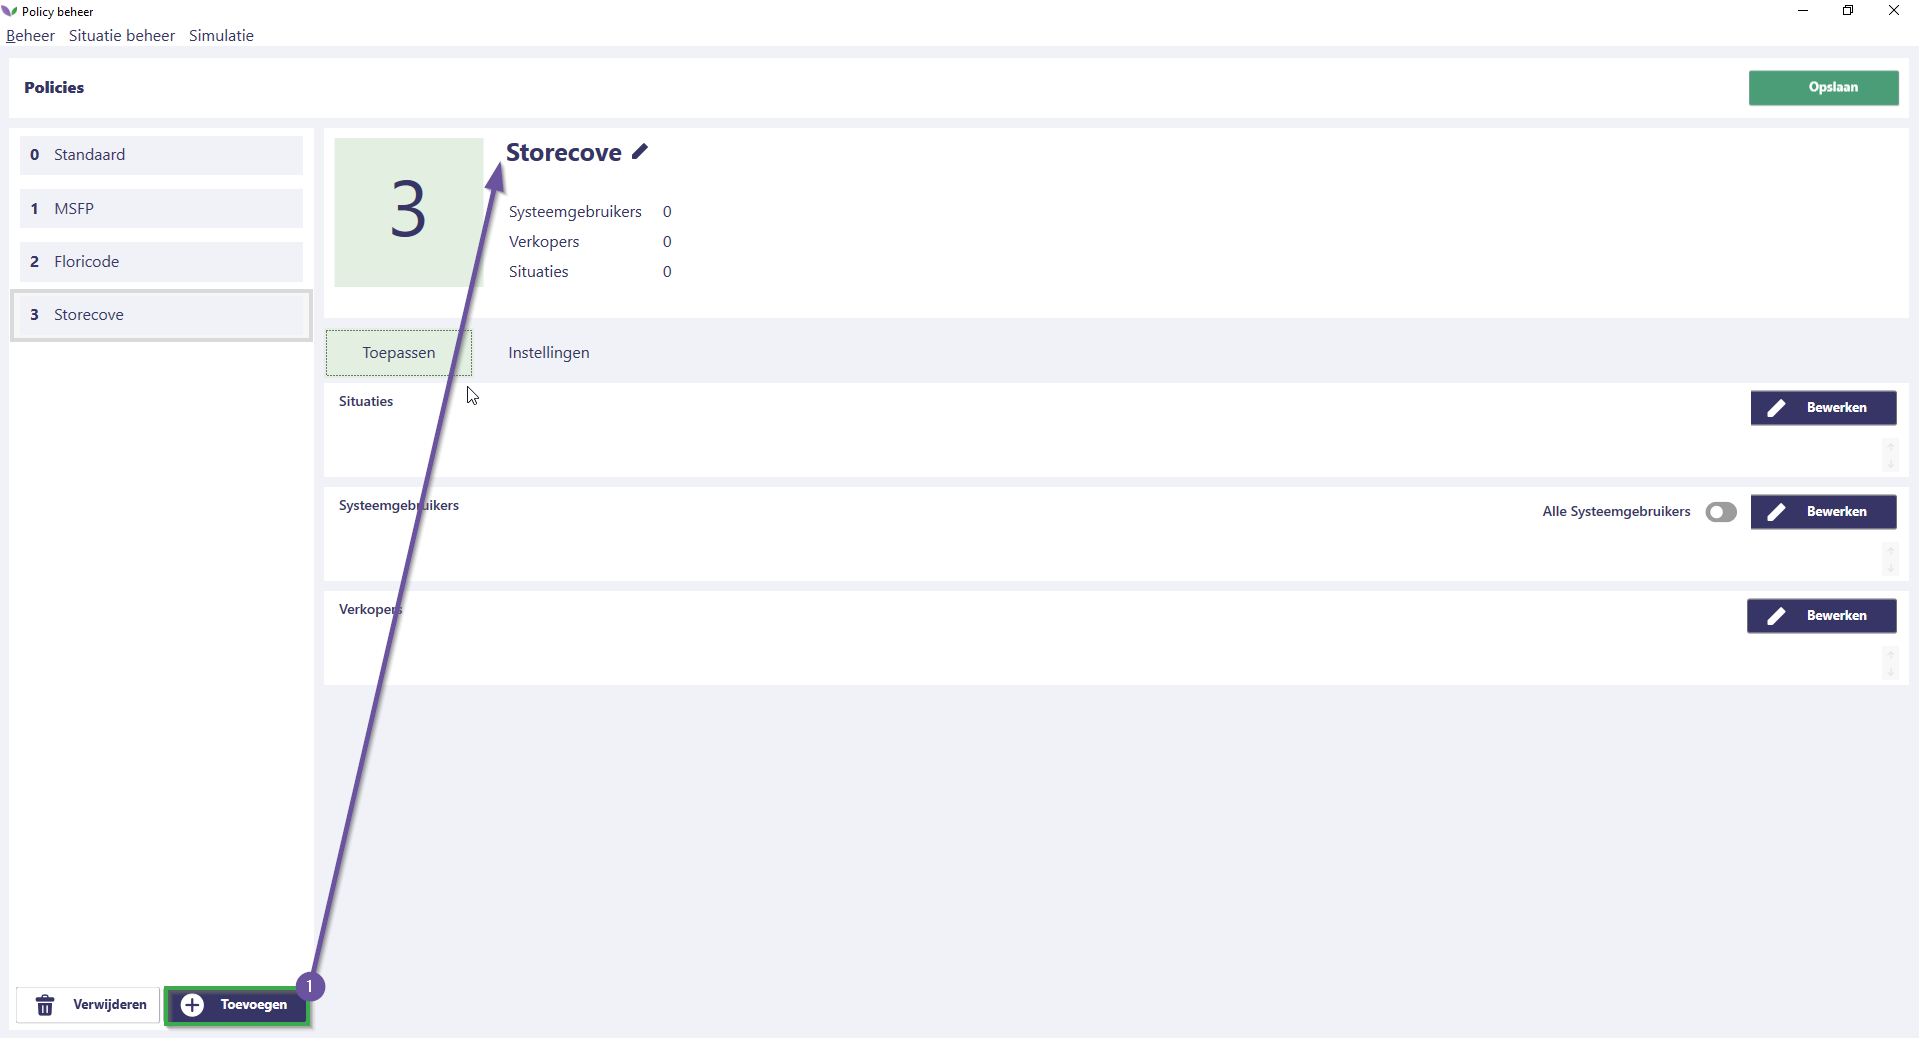 Policy beheer
Beheer Situatie beheer Simulatie
Policies
Opslaan
0 Standaard
1 MSFP
2 Floricode
3 Storecove
3
Storecove
Systeemgebruikers 0
Verkopers 0
Situaties 0
Toepassen Instellingen
Situaties
Bewerken
Systeemgebruikers
Alle Systeemgebruikers
Bewerken
Verkopers
Bewerken
1
Verwijderen
Toevoegen